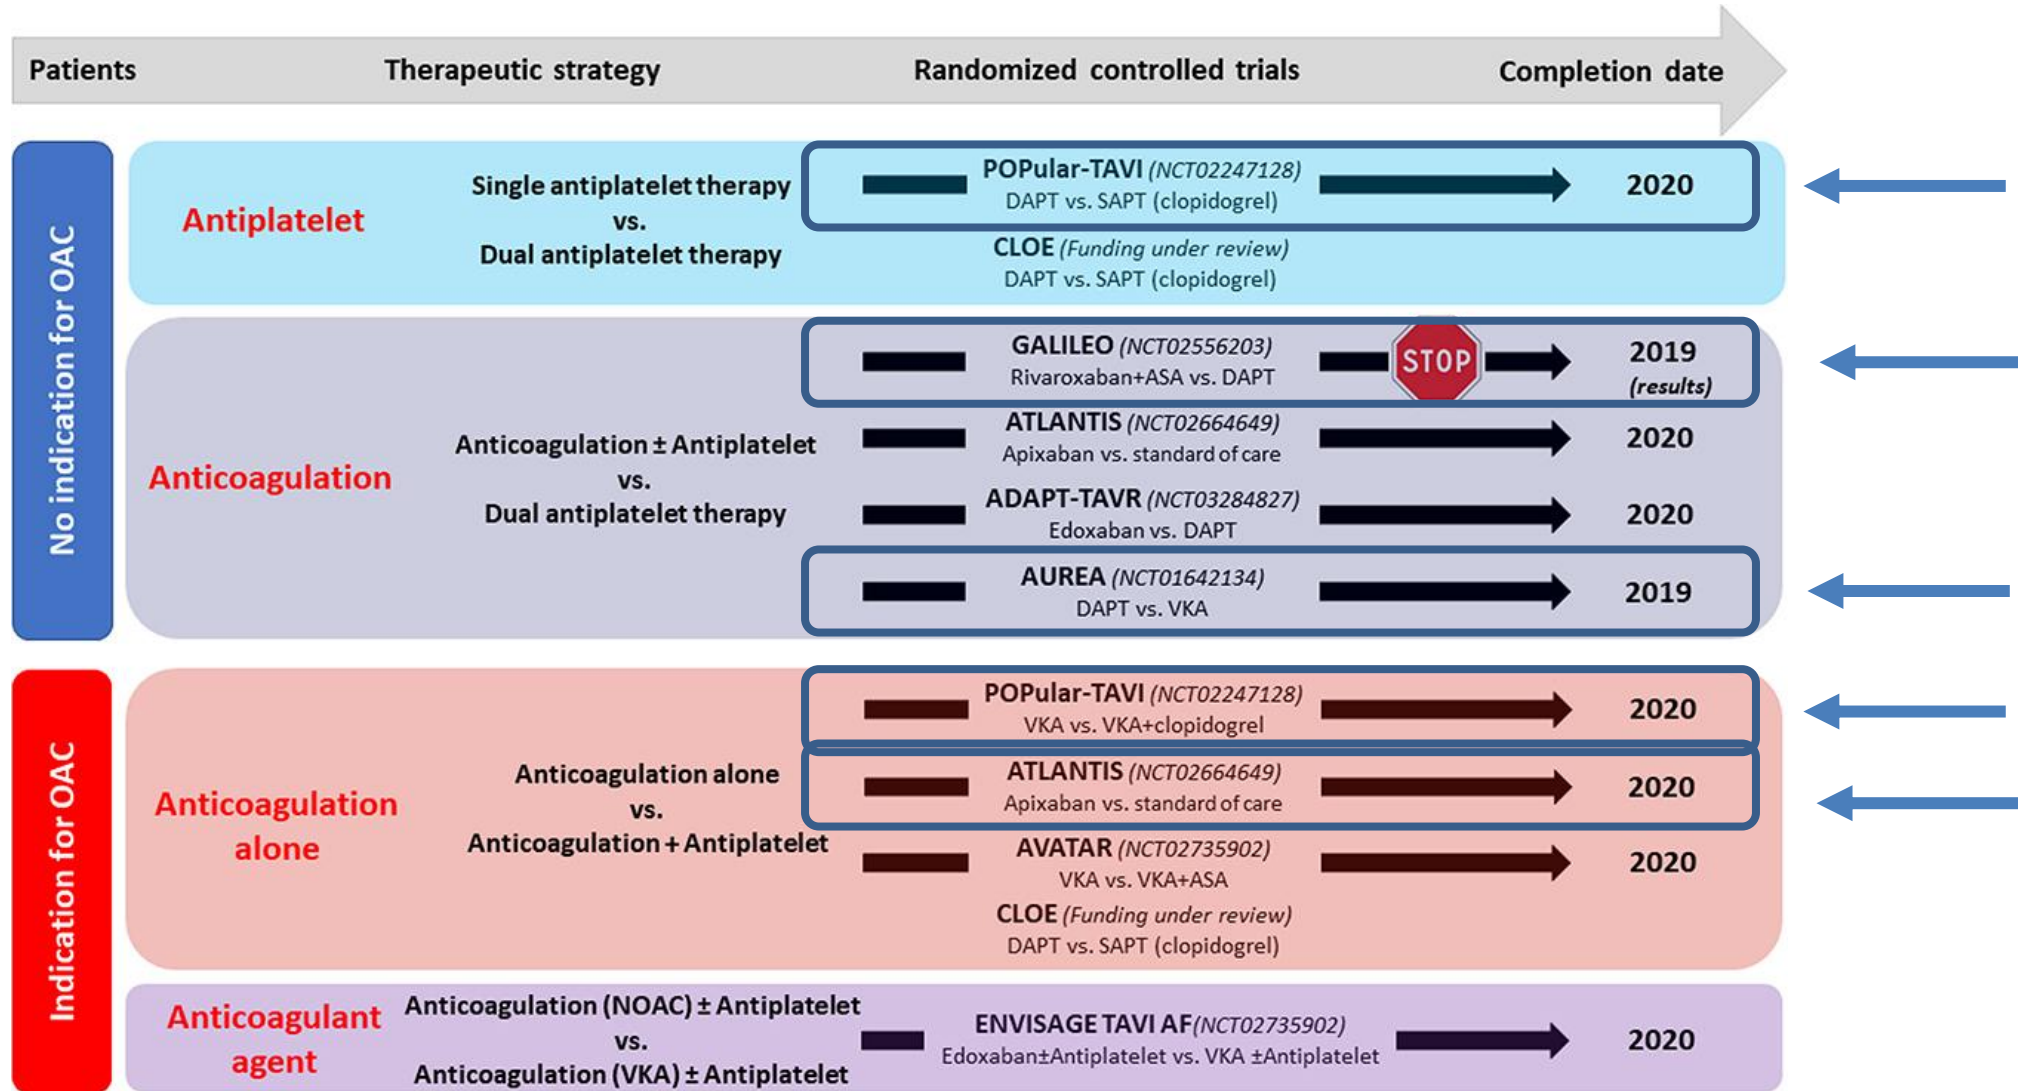 Patients Therapeutic strategy Randomized controlled trials Completion date
No indication for OAC
Antiplatelet
Single antiplatelet therapy
vs.
Dual antiplatelet therapy
POPular-TAVI (NCT02247128)
DAPT vs. SAPT (clopidogrel)
2020
CLOE (Funding under review)
DAPT vs. SAPT (clopidogrel)
Anticoagulation
Anticoagulation ± Antiplatelet
vs.
Dual antiplatelet therapy
GALILEO (NCT02556203)
Rivaroxaban+ASA vs. DAPT
STOP
2019
(results)
ATLANTIS (NCT02664649)
Apixaban vs. standard of care
2020
ADAPT-TAVR (NCT03284827)
Edoxaban vs. DAPT
2020
AUREA (NCT01642134)
DAPT vs. VKA
2019
Indication for OAC
Anticoagulation
alone
Anticoagulation alone
vs.
Anticoagulation + Antiplatelet
POPular-TAVI (NCT02247128)
VKA vs. VKA+clopidogrel
2020
ATLANTIS (NCT02664649)
Apixaban vs. standard of care
2020
AVATAR (NCT02735902)
VKA vs. VKA+ASA
2020
CLOE (Funding under review)
DAPT vs. SAPT (clopidogrel)
Anticoagulant
agent
Anticoagulation (NOAC) ± Antiplatelet
vs.
Anticoagulation (VKA) ± Antiplatelet
ENVISAGE TAVI AF(NCT02735902)
Edoxaban±Antiplatelet vs. VKA ±Antiplatelet
2020